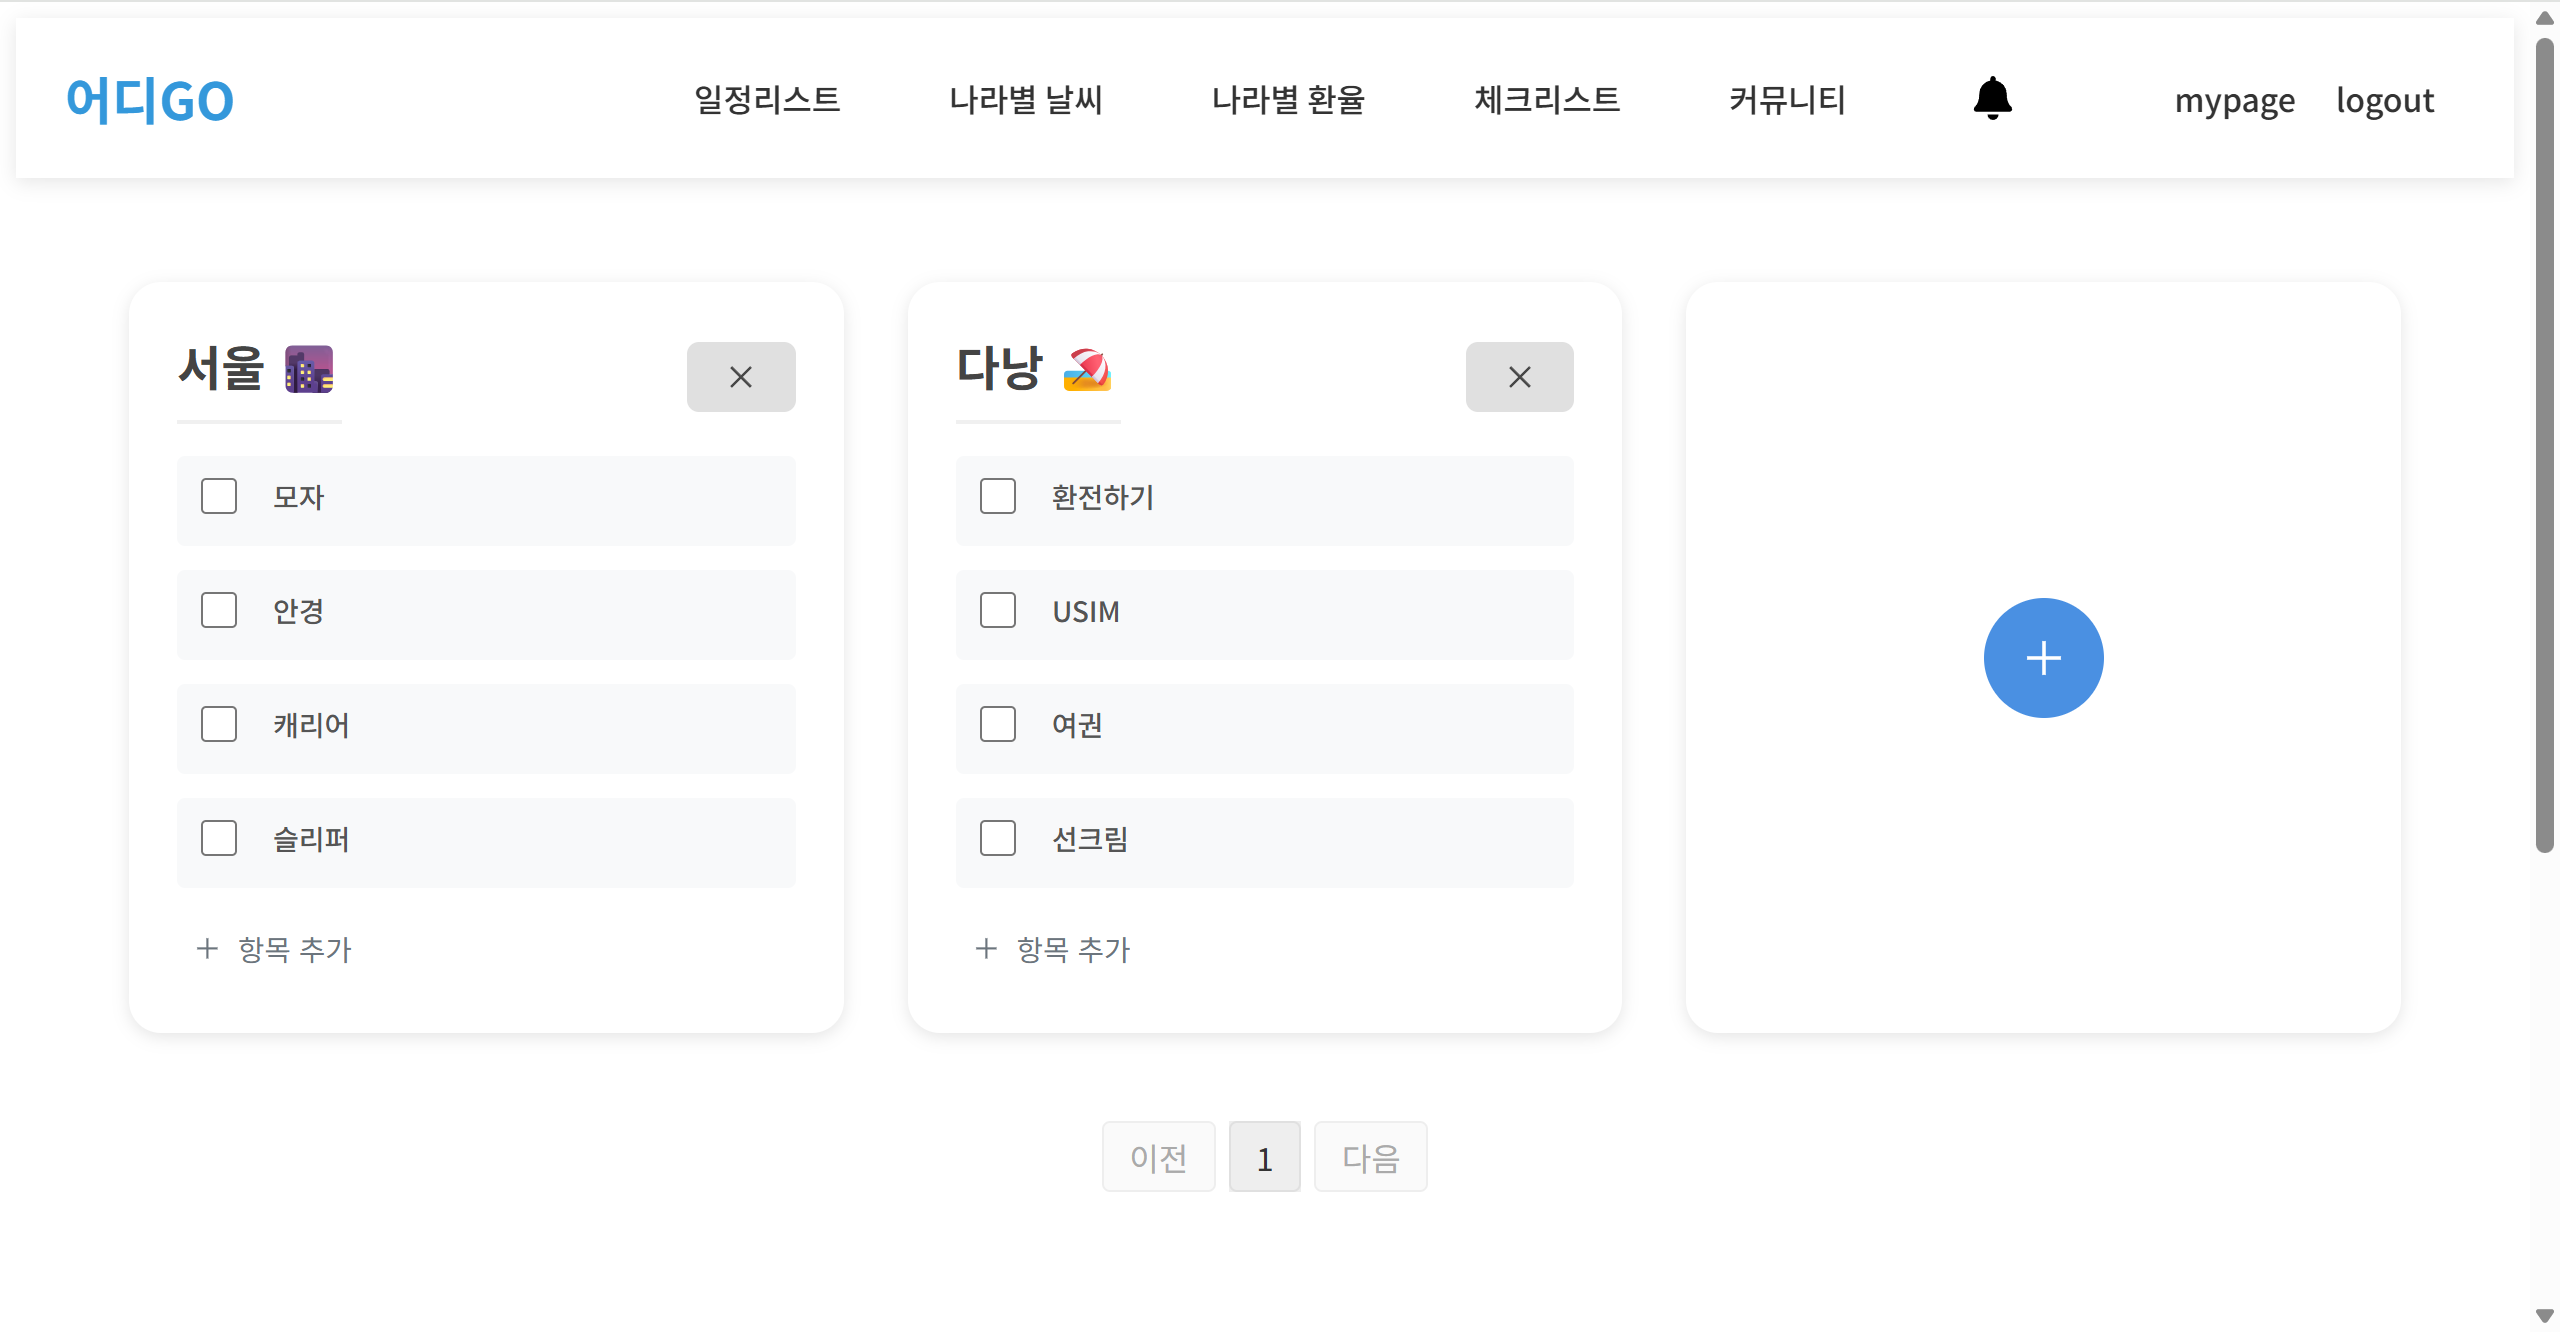 어디GO
일정리스트
나라별 날씨
나라별 환율
체크리스트
커뮤니티
mypage
logout
서울
모자
안경
캐리어
슬리퍼
+ 항목 추가
다낭
환전하기
USIM
여권
선크림
+ 항목 추가
이전
1
다음